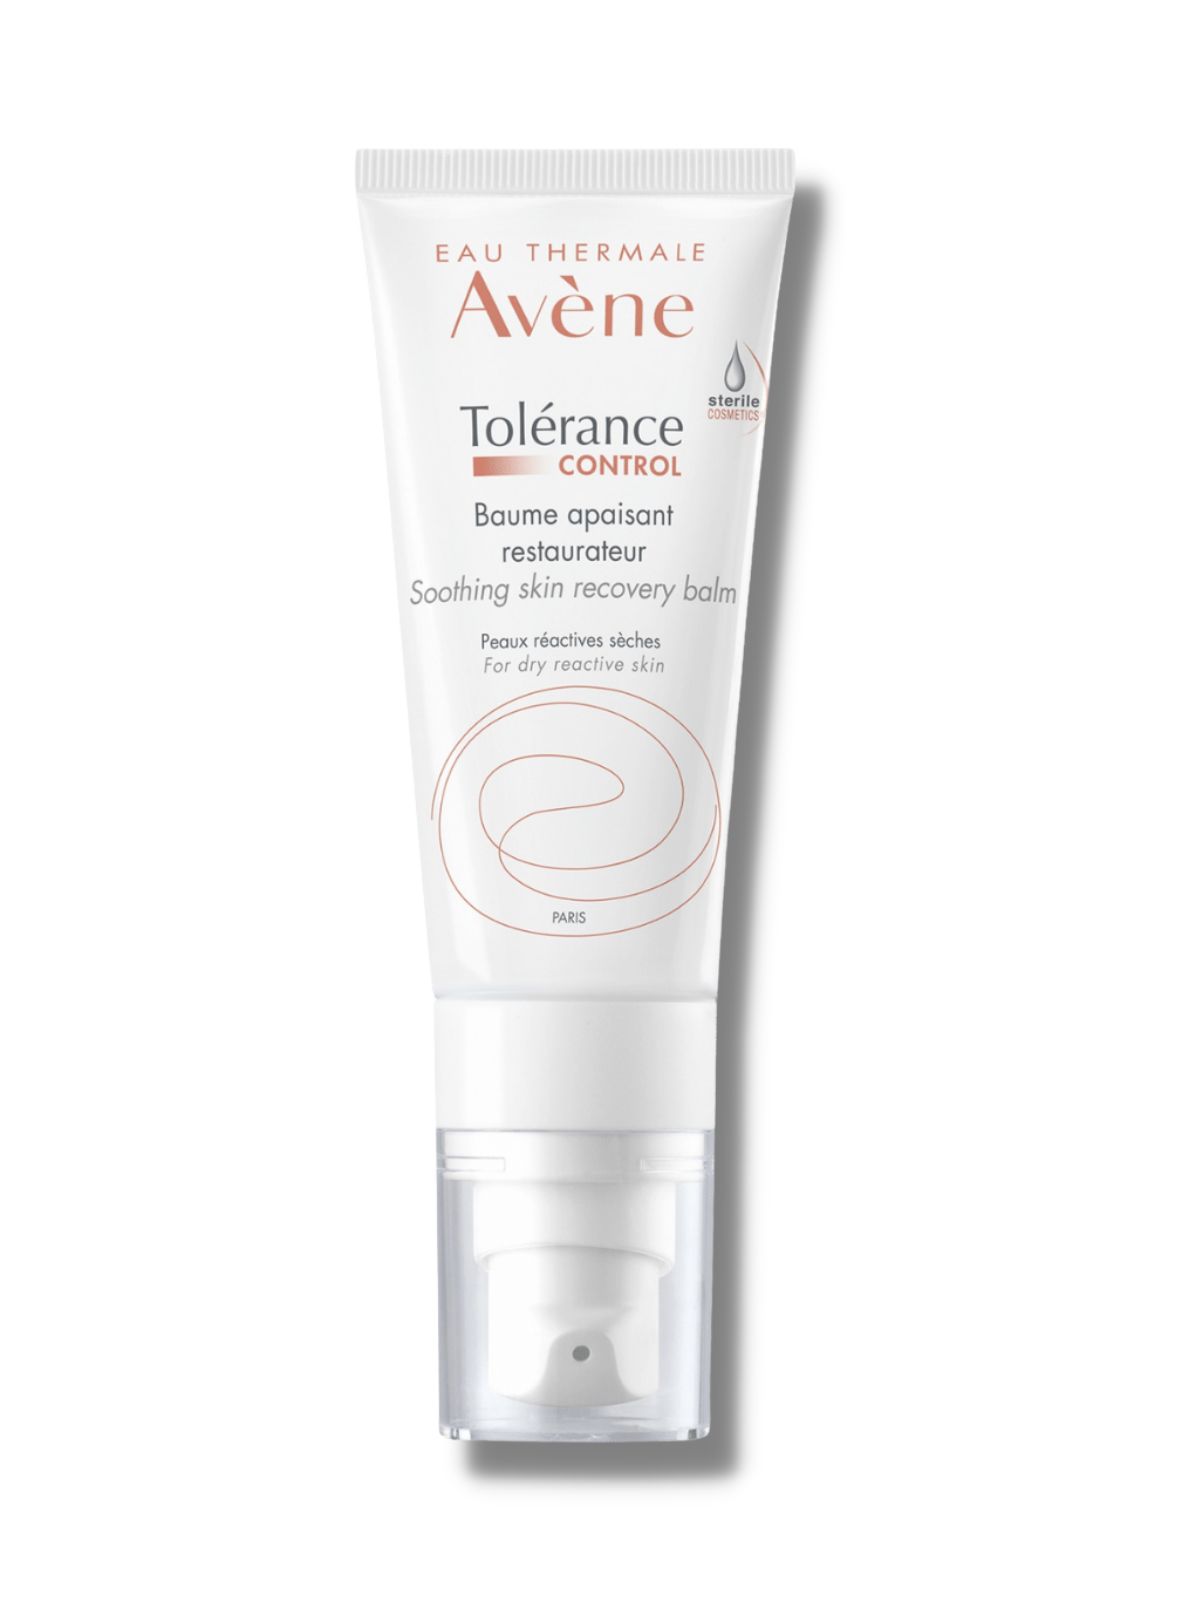 EAU THERMALE
Avène
sterile
COSMETICS
Tolérance
CONTROL
Baume apaisant
restaurateur
Soothing skin recovery balm
Peaux réactives sèches
For dry reactive skin
PARIS